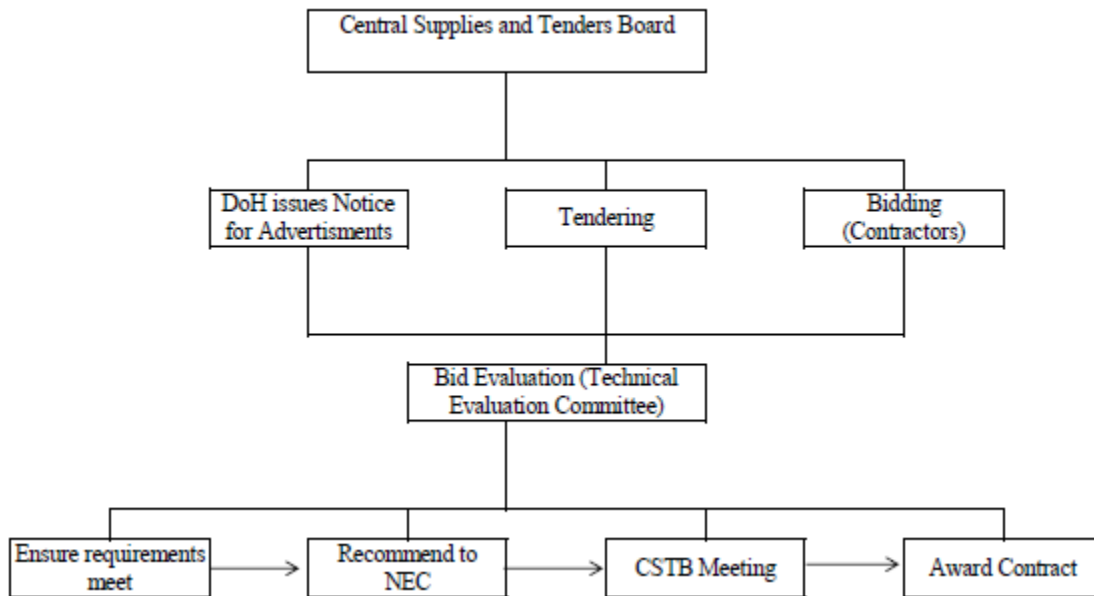 Central Supplies and Tenders Board
DoH issues Notice
for Advertisments
Tendering
Bidding
(Contractors)
Bid Evaluation (Technical
Evaluation Committee)
Ensure requirements
meet
Recommend to
NEC
CSTB Meeting
Award Contract